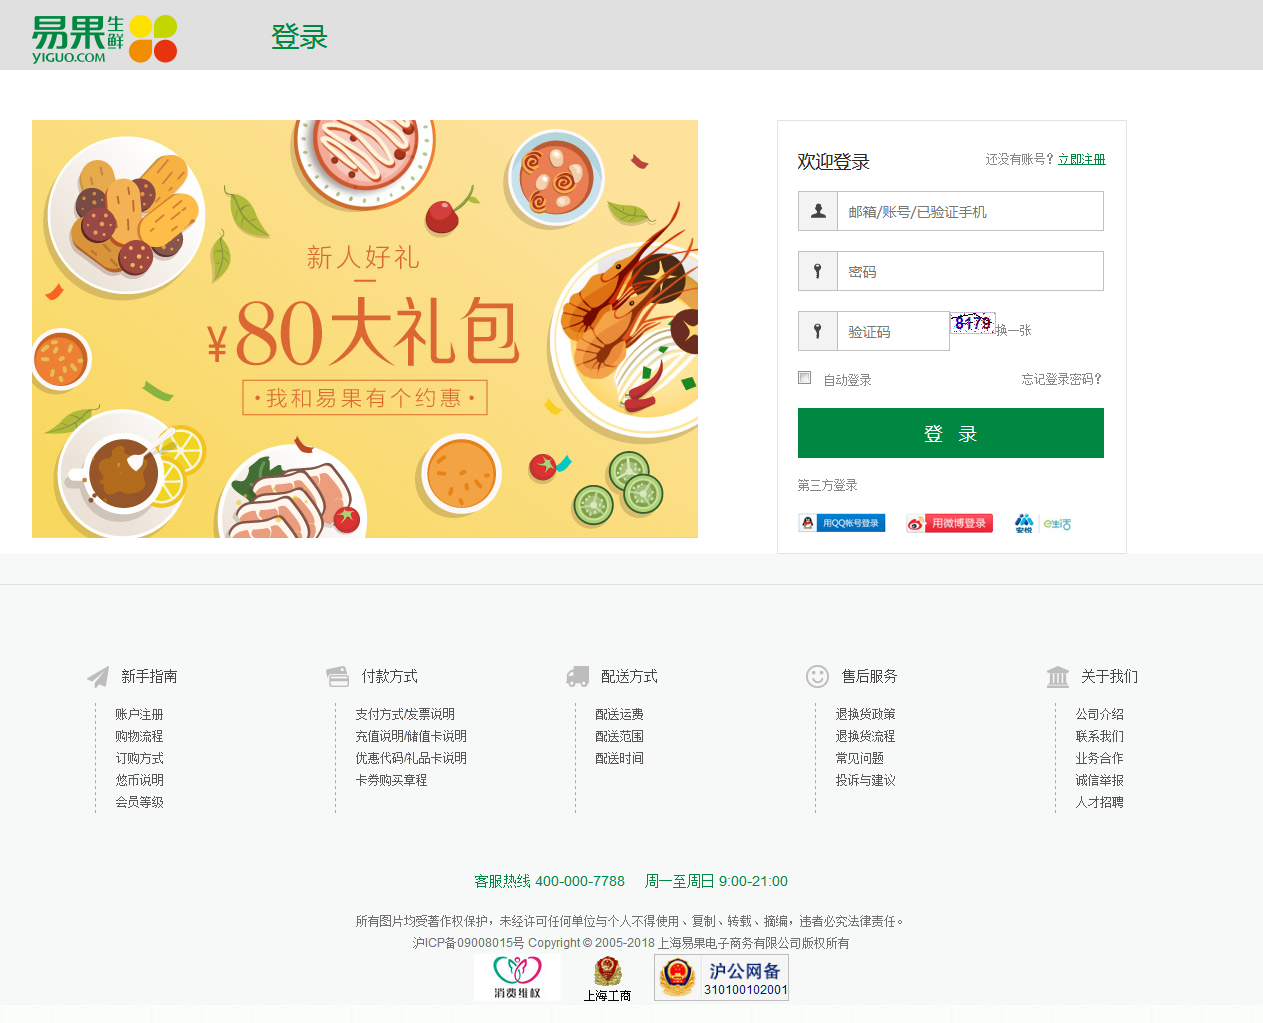 易果生鲜
YIGUO.COM
登录
新人好礼
¥80大礼包
·我和易果有个约惠·
欢迎登录
还没有账号？立即注册
邮箱/账号/已验证手机
密码
验证码
8179
换一张
自动登录
忘记登录密码?
登 录
第三方登录
用QQ帐号登录
用微博登录
安悦 e生活
新手指南
账户注册
购物流程
订购方式
悠币说明
会员等级
付款方式
支付方式/发票说明
充值说明/储值卡说明
优惠代码/礼品卡说明
卡券购买章程
配送方式
配送运费
配送范围
配送时间
售后服务
退换货政策
退换货流程
常见问题
投诉与建议
关于我们
公司介绍
联系我们
业务合作
诚信举报
人才招聘
客服热线 400-000-7788 周一至周日 9:00-21:00
所有图片均受著作权保护，未经许可任何单位与个人不得使用、复制、转载、摘编，违者必究法律责任。
沪ICP备09008015号 Copyright © 2005-2018 上海易果电子商务有限公司版权所有
消费维权
上海工商
沪公网备
310100102001